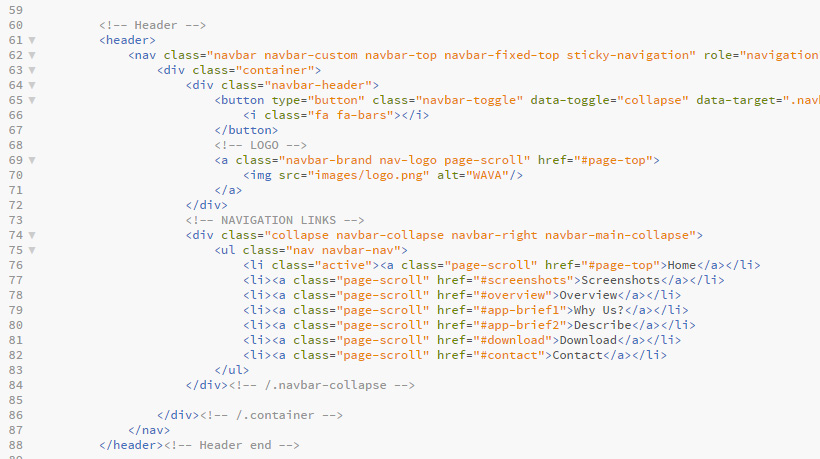 59
60 <!-- Header -->
61 <header>
62 <nav class="navbar navbar-custom navbar-top navbar-fixed-top sticky-navigation" role="navigation
63 <div class="container">
64 <div class="navbar-header">
65 <button type="button" class="navbar-toggle" data-toggle="collapse" data-target=".navb
66 <i class="fa fa-bars"></i>
67 </button>
68 <!-- LOGO -->
69 <a class="navbar-brand nav-logo page-scroll" href="#page-top">
70 <img src="images/logo.png" alt="WAVA"/>
71 </a>
72 </div>
73 <!-- NAVIGATION LINKS -->
74 <div class="collapse navbar-collapse navbar-right navbar-main-collapse">
75 <ul class="nav navbar-nav">
76 <li class="active"><a class="page-scroll" href="#page-top">Home</a></li>
77 <li><a class="page-scroll" href="#screenshots">Screenshots</a></li>
78 <li><a class="page-scroll" href="#overview">Overview</a></li>
79 <li><a class="page-scroll" href="#app-brief1">Why Us?</a></li>
80 <li><a class="page-scroll" href="#app-brief2">Describe</a></li>
81 <li><a class="page-scroll" href="#download">Download</a></li>
82 <li><a class="page-scroll" href="#contact">Contact</a></li>
83 </ul>
84 </div><!-- /.navbar-collapse -->
85
86 </div><!-- /.container -->
87 </nav>
88 </header><!-- Header end -->